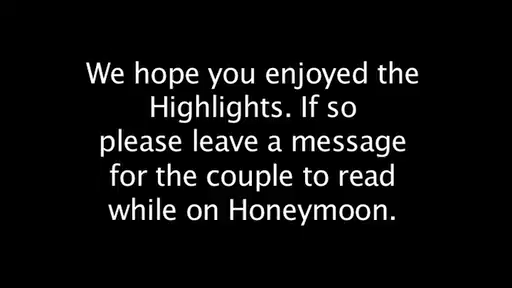 We hope you enjoyed the
Highlights. If so
please leave a message
for the couple to read
while on Honeymoon.